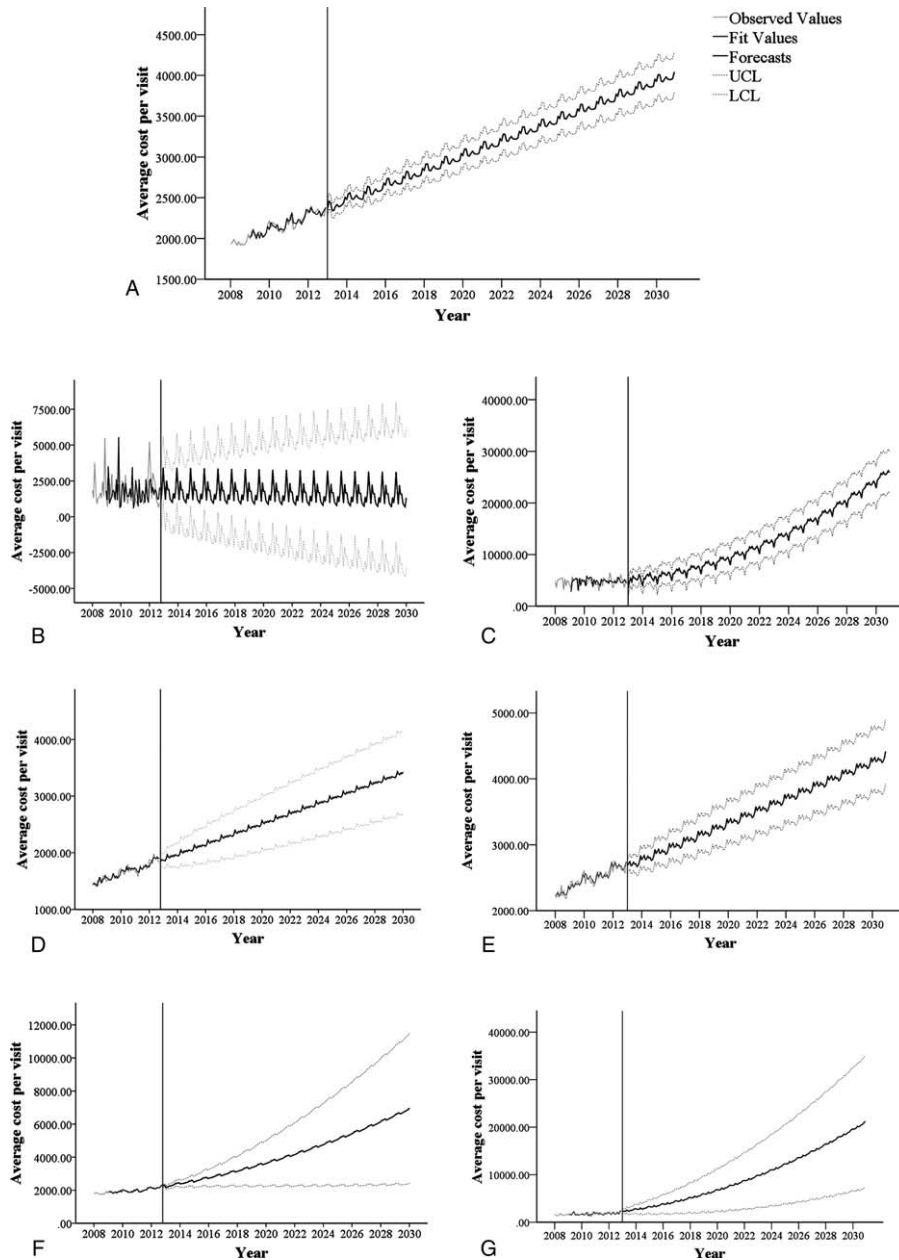 Observed Values
Fit Values
Forecasts
UCL
LCL
4500.00
4000.00
3500.00
3000.00
2500.00
2000.00
1500.00
Average cost per visit
2008 2010 2012 2014 2016 2018 2020 2022 2024 2026 2028 2030
Year
A
7500.00
5000.00
2500.00
.00
-2500.00
-5000.00
Average cost per visit
2008 2010 2012 2014 2016 2018 2020 2022 2024 2026 2028 2030
Year
B
40000.00
30000.00
20000.00
10000.00
.00
Average cost per visit
2008 2010 2012 2014 2016 2018 2020 2022 2024 2026 2028 2030
Year
C
4000.00
3000.00
2000.00
1000.00
Average cost per visit
2008 2010 2012 2014 2016 2018 2020 2022 2024 2026 2028 2030
Year
D
5000.00
4000.00
3000.00
2000.00
Average cost per visit
2008 2010 2012 2014 2016 2018 2020 2022 2024 2026 2028 2030
Year
E
12000.00
10000.00
8000.00
6000.00
4000.00
2000.00
.00
Average cost per visit
2008 2010 2012 2014 2016 2018 2020 2022 2024 2026 2028 2030
Year
F
40000.00
30000.00
20000.00
10000.00
.00
Average cost per visit
2008 2010 2012 2014 2016 2018 2020 2022 2024 2026 2028 2030
Year
G